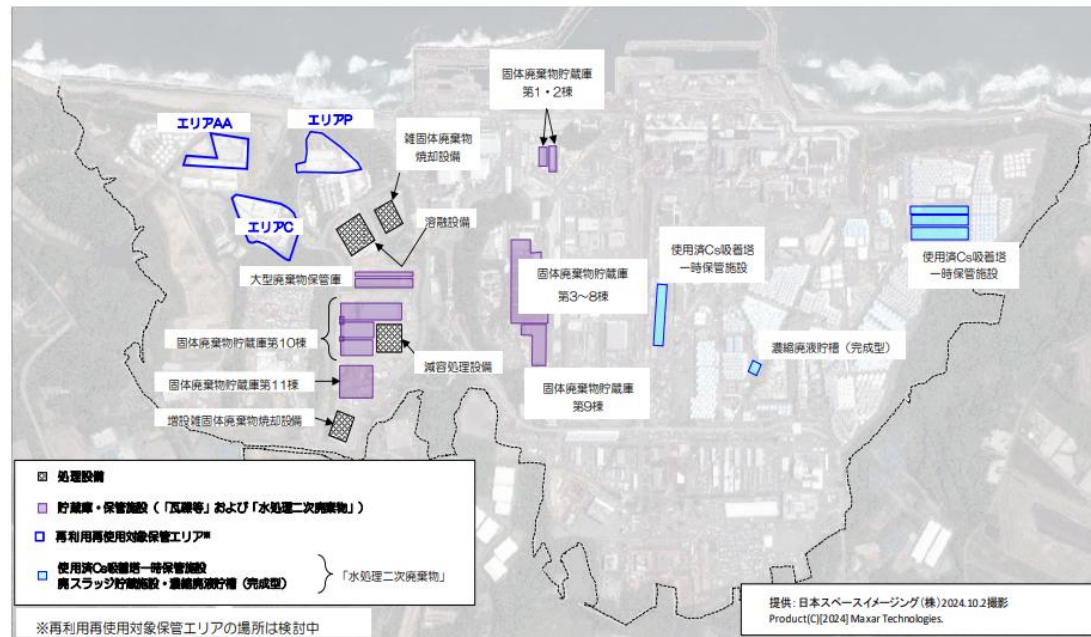 固体廃棄物貯蔵庫
第1・2棟
エリアAA
エリアP
雑固体廃棄物
焼却設備
エリアC
溶融設備
使用済Cs吸着塔
一時保管施設
使用済Cs吸着塔
一時保管施設
大型廃棄物保管庫
固体廃棄物貯蔵庫
第3~8棟
固体廃棄物貯蔵庫第10棟
減容処理設備
濃縮廃液貯槽（完成型）
固体廃棄物貯蔵庫第11棟
固体廃棄物貯蔵庫
第9棟
増設雑固体廃棄物焼却設備
処理設備
貯蔵庫・保管施設（「瓦礫等」および「水処理二次廃棄物」）
再利用再使用対象保管エリア※
使用済Cs吸着塔一時保管施設
廃スラッジ貯蔵施設・濃縮廃液貯槽（完成型）
「水処理二次廃棄物」
※再利用再使用対象保管エリアの場所は検討中
提供：日本スペースイメージング(株)2024.10.2撮影
Product(C)[2024] Maxar Technologies.